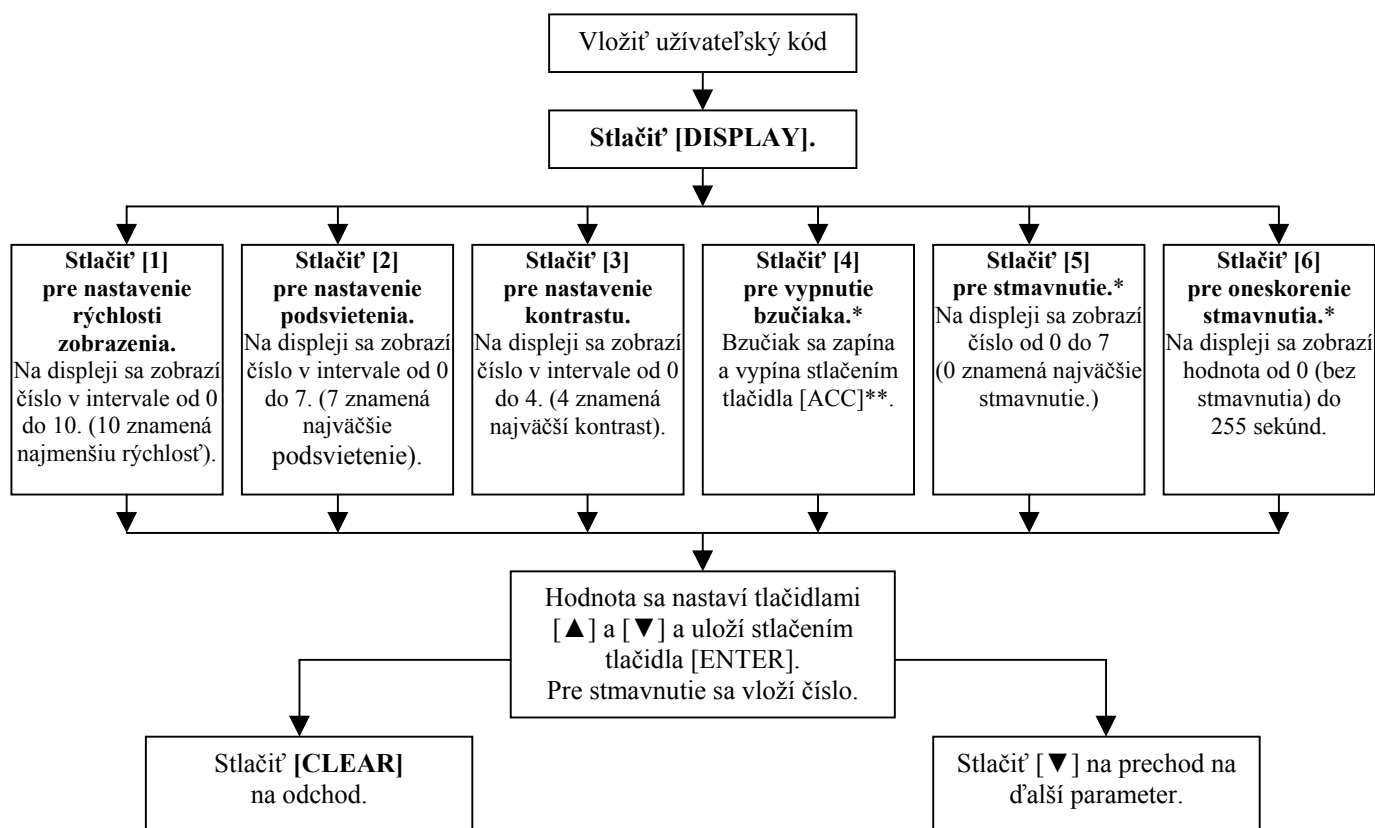 Vložiť užívateľský kód
Stlačiť [DISPLAY].
Stlačiť [1]
pre nastavenie
rýchlosti
zobrazenia.
Na displeji sa zobrazí
číslo v intervale od 0
do 10. (10 znamená
najmenšiu rýchlosť).
Stlačiť [2]
pre nastavenie
podsvietenia.
Na displeji sa zobrazí
číslo v intervale od 0
do 7. (7 znamená
najväčšie
podsvietenie).
Stlačiť [3]
pre nastavenie
kontrastu.
Na displeji sa zobrazí
číslo v intervale od 0
do 4. (4 znamená
najväčší kontrast).
Stlačiť [4]
pre vypnutie
bzučiaka.*
Bzučiak sa zapína
a vypína stlačením
tlačidla [ACC]**.
Stlačiť [5]
pre stmavnutie.*
Na displeji sa zobrazí
číslo od 0 do 7
(0 znamená najväčšie
stmavnutie.)
Stlačiť [6]
pre oneskorenie
stmavnutia.*
Na displeji sa zobrazí
hodnota od 0 (bez
stmavnutia) do
255 sekúnd.
Hodnota sa nastaví tlačidlami
[▲] a [▼] a uloží stlačením
tlačidla [ENTER].
Pre stmavnutie sa vloží číslo.
Stlačiť [CLEAR]
na odchod.
Stlačiť [▼] na prechod na
ďalší parameter.